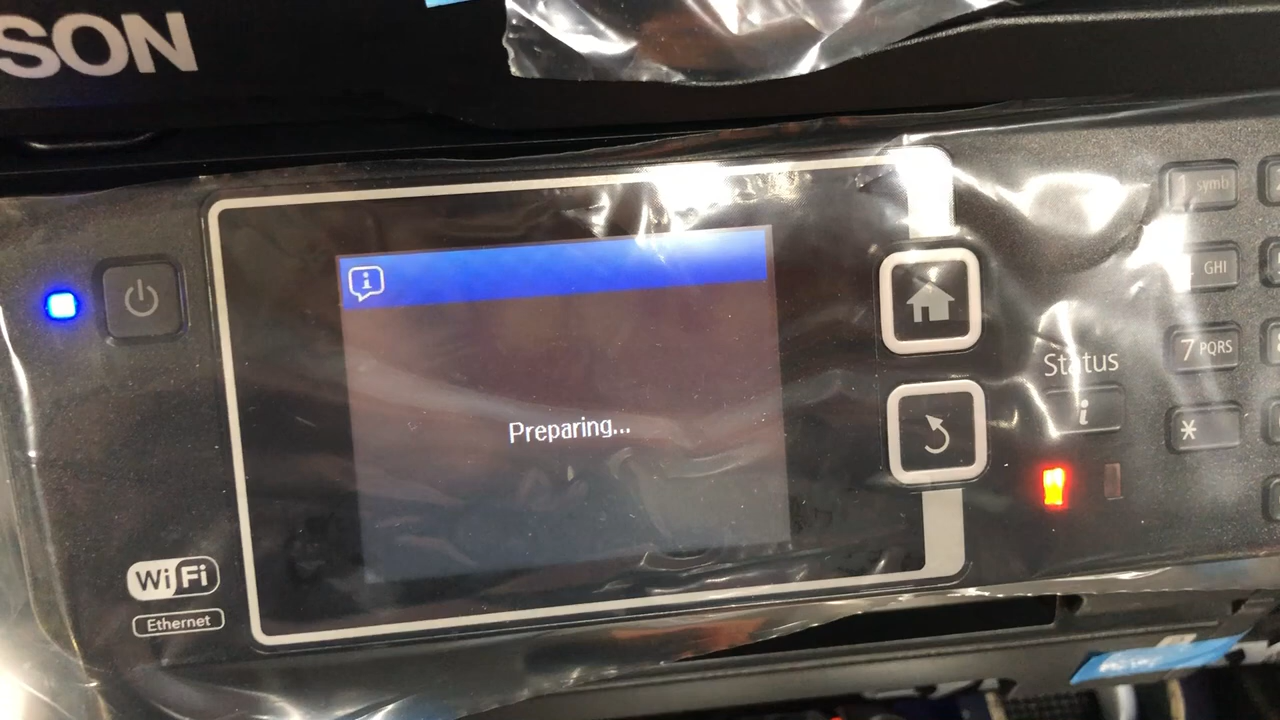 SON
1 symb
GHI
7 PQRS
Status
i
*
Preparing...
Wi Fi
Ethernet